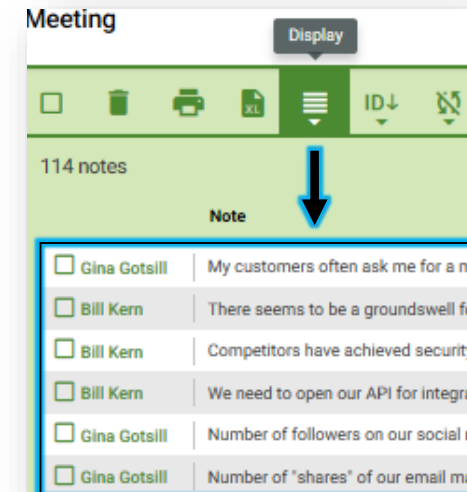 Meeting
Display
XL
ID↓
114 notes
Note
Gina Gotsill My customers often ask me for a
Bill Kern There seems to be a groundswell
Bill Kern Competitors have achieved
Bill Kern We need to open our API for
Gina Gotsill Number of followers on our social
Gina Gotsill Number of "shares" of our email